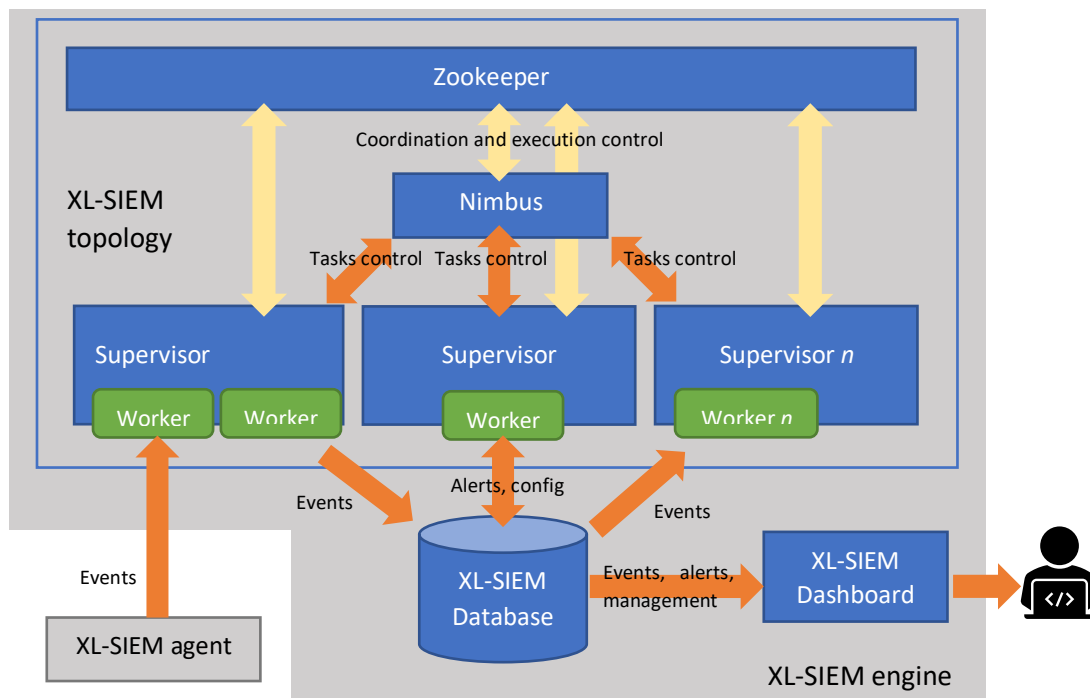 Zookeeper
Coordination and execution control
XL-SIEM
topology
Nimbus
Tasks control
Tasks control
Tasks control
Supervisor
Supervisor
Supervisor n
Worker
Worker
Worker
Worker n
Events
Alerts, config
Events
Events
XL-SIEM
Database
Events, alerts,
management
XL-SIEM
Dashboard
XL-SIEM agent
XL-SIEM engine